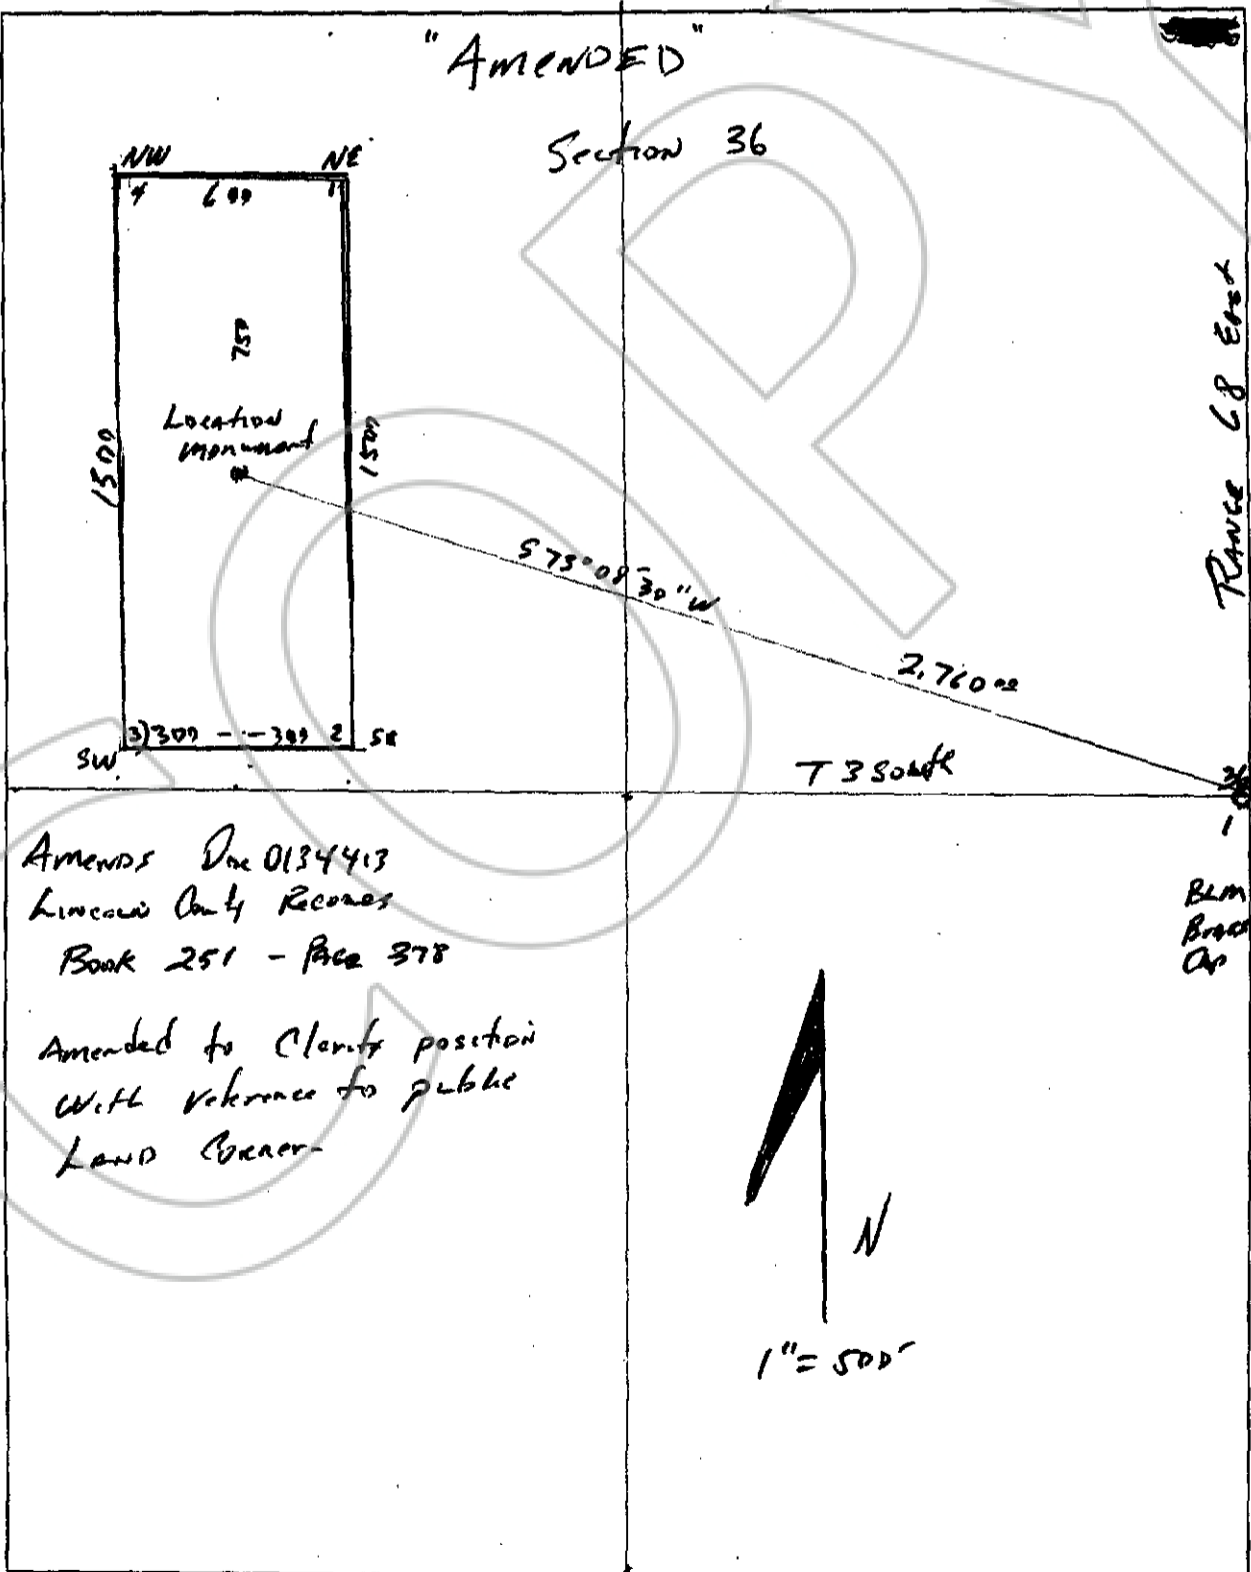 "AMENDED"
Section 36
NW NE
4 600 1
750
Location
monument
1500
1500
RANGE 68 East
S 73°08'30"W
2,760.00
3) 300 - - 300 2 SE
SW
T 3 South
36
1
BLM
Brass
Cap
Amends Doc 0134413
Lincoln County Records
Book 251 - Page 378
Amended to Clarify position
with reference to public
LAND Corner-
N
1"= 500'
COPY